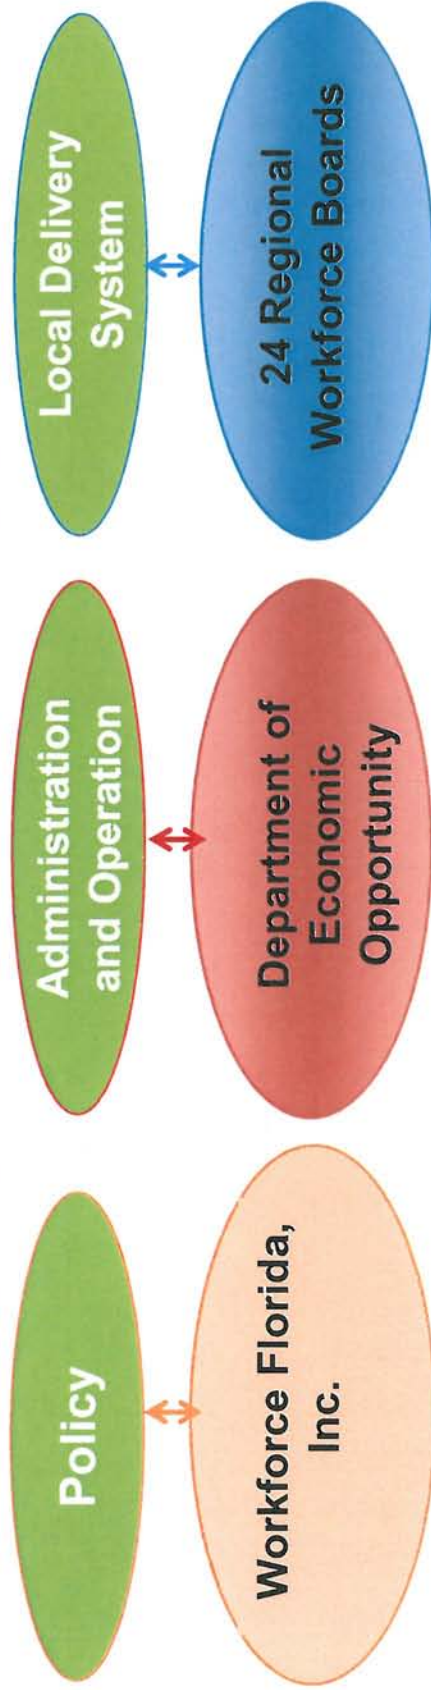 Policy
Workforce Florida,
Inc.
Administration
and Operation
Department of
Economic
Opportunity
Local Delivery
System
24 Regional
Workforce Boards